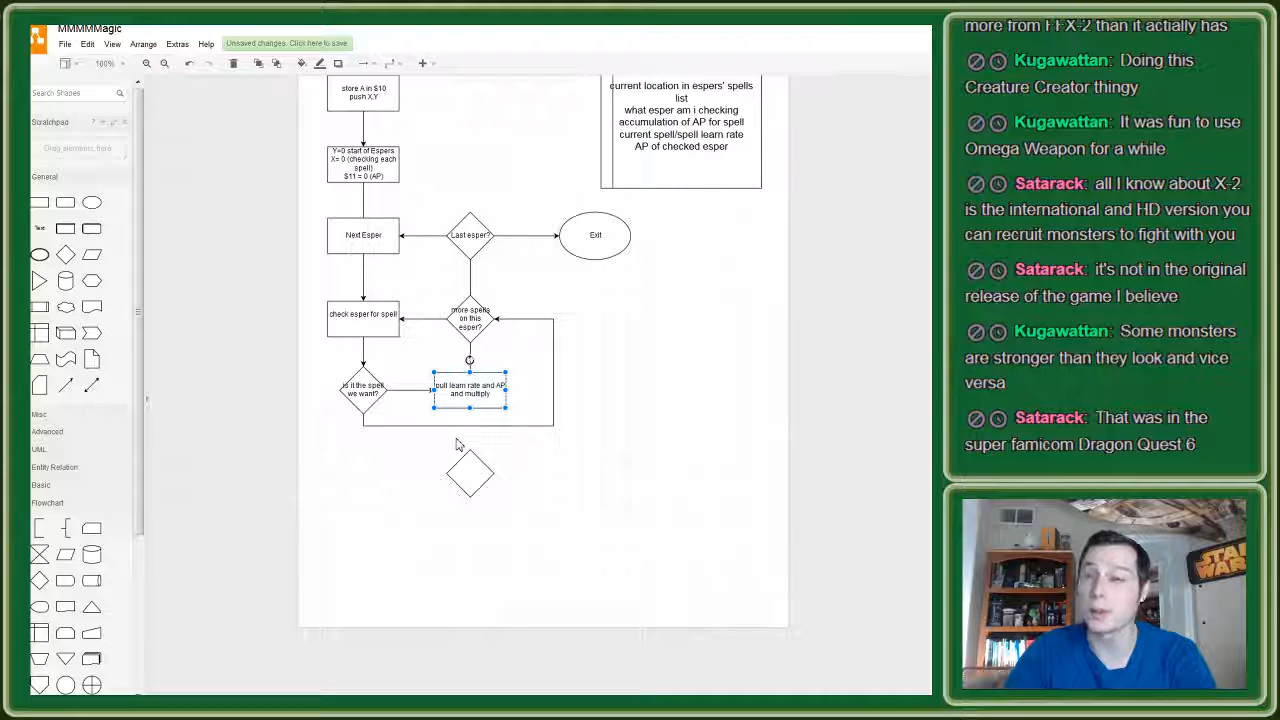 MMMMMagic
File Edit View Arrange Extras Help
Unsaved changes. Click here to save.
100%
Search Shapes
Scratchpad
Drag elements here
General
Text
Misc
Advanced
UML
Entity Relation
Basic
Flowchart
store A in $10
push X,Y
Y=0 start of Espers
X= 0 (checking each
spell)
$11 = 0 (AP)
Next Esper
Last esper?
Exit
check esper for spell
more spells
on this
esper?
is it the spell
we want?
pull learn rate and AP
and multiply
current location in espers' spells
list
what esper am i checking
accumulation of AP for spell
current spell/spell learn rate
AP of checked esper
more from FFX-2 than it actially has
Kugawattan: Doing this
Creature Creator thingy
Kugawattan: It was fun to use
Omega Weapon for a while
Satarack: all I know about X-2
is the international and HD version you
can recruit monsters to fight with you
Satarack: it's not in the original
release of the game I believe
Kugawattan: Some monsters
are stronger than they look and vice
versa
Satarack: That was in the
super famicom Dragon Quest 6
STAR
WARS